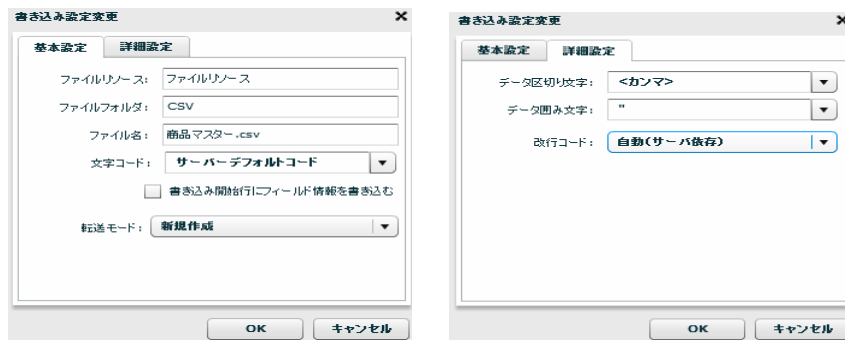 書き込み設定変更
基本設定 詳細設定
ファイルリソース: ファイルリソース
ファイルフォルダ: CSV
ファイル名: 商品マスター.csv
文字コード: サーバーデフォルトコード
書き込み開始行にフィールド情報を書き込む
転送モード: 新規作成
OK キャンセル
書き込み設定変更
基本設定 詳細設定
データ区切り文字: <カンマ>
データ囲み文字: "
改行コード: 自動(サーバ依存)
OK キャンセル